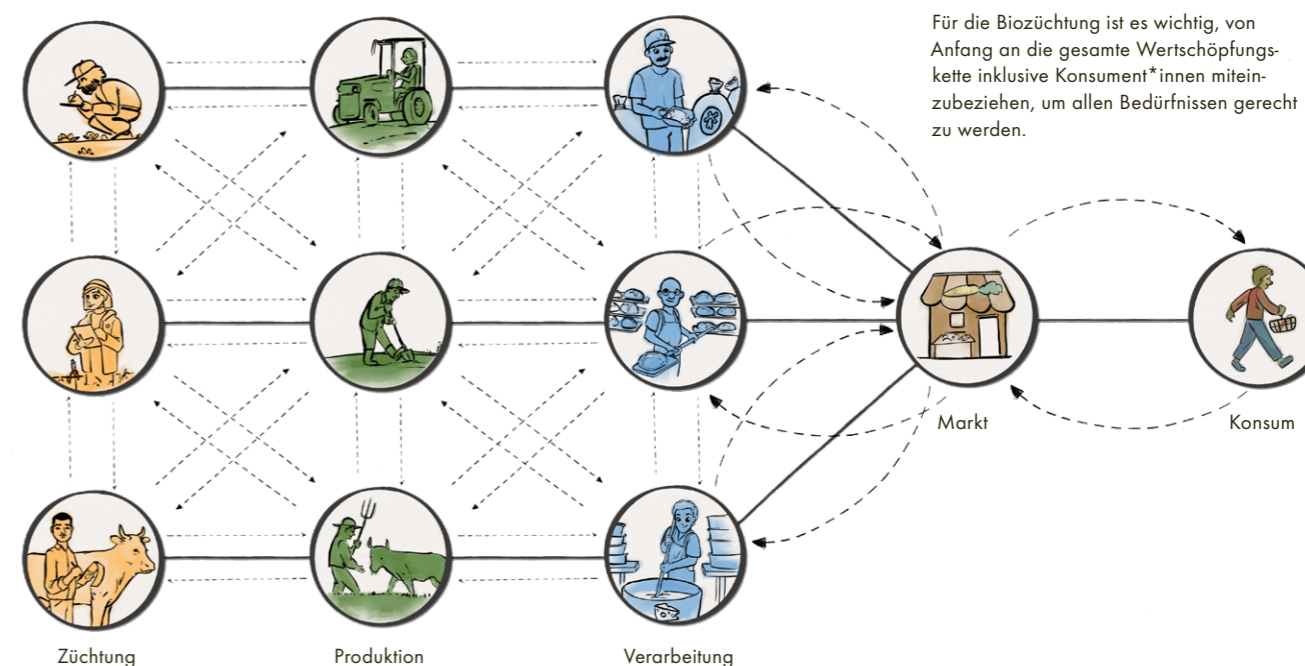 Für die Biozüchtung ist es wichtig, von
Anfang an die gesamte Wertschöpfungs-
kette inklusive Konsument*innen mitein-
zubeziehen, um allen Bedürfnissen gerecht
zu werden.
Markt
Konsum
Züchtung
Produktion
Verarbeitung